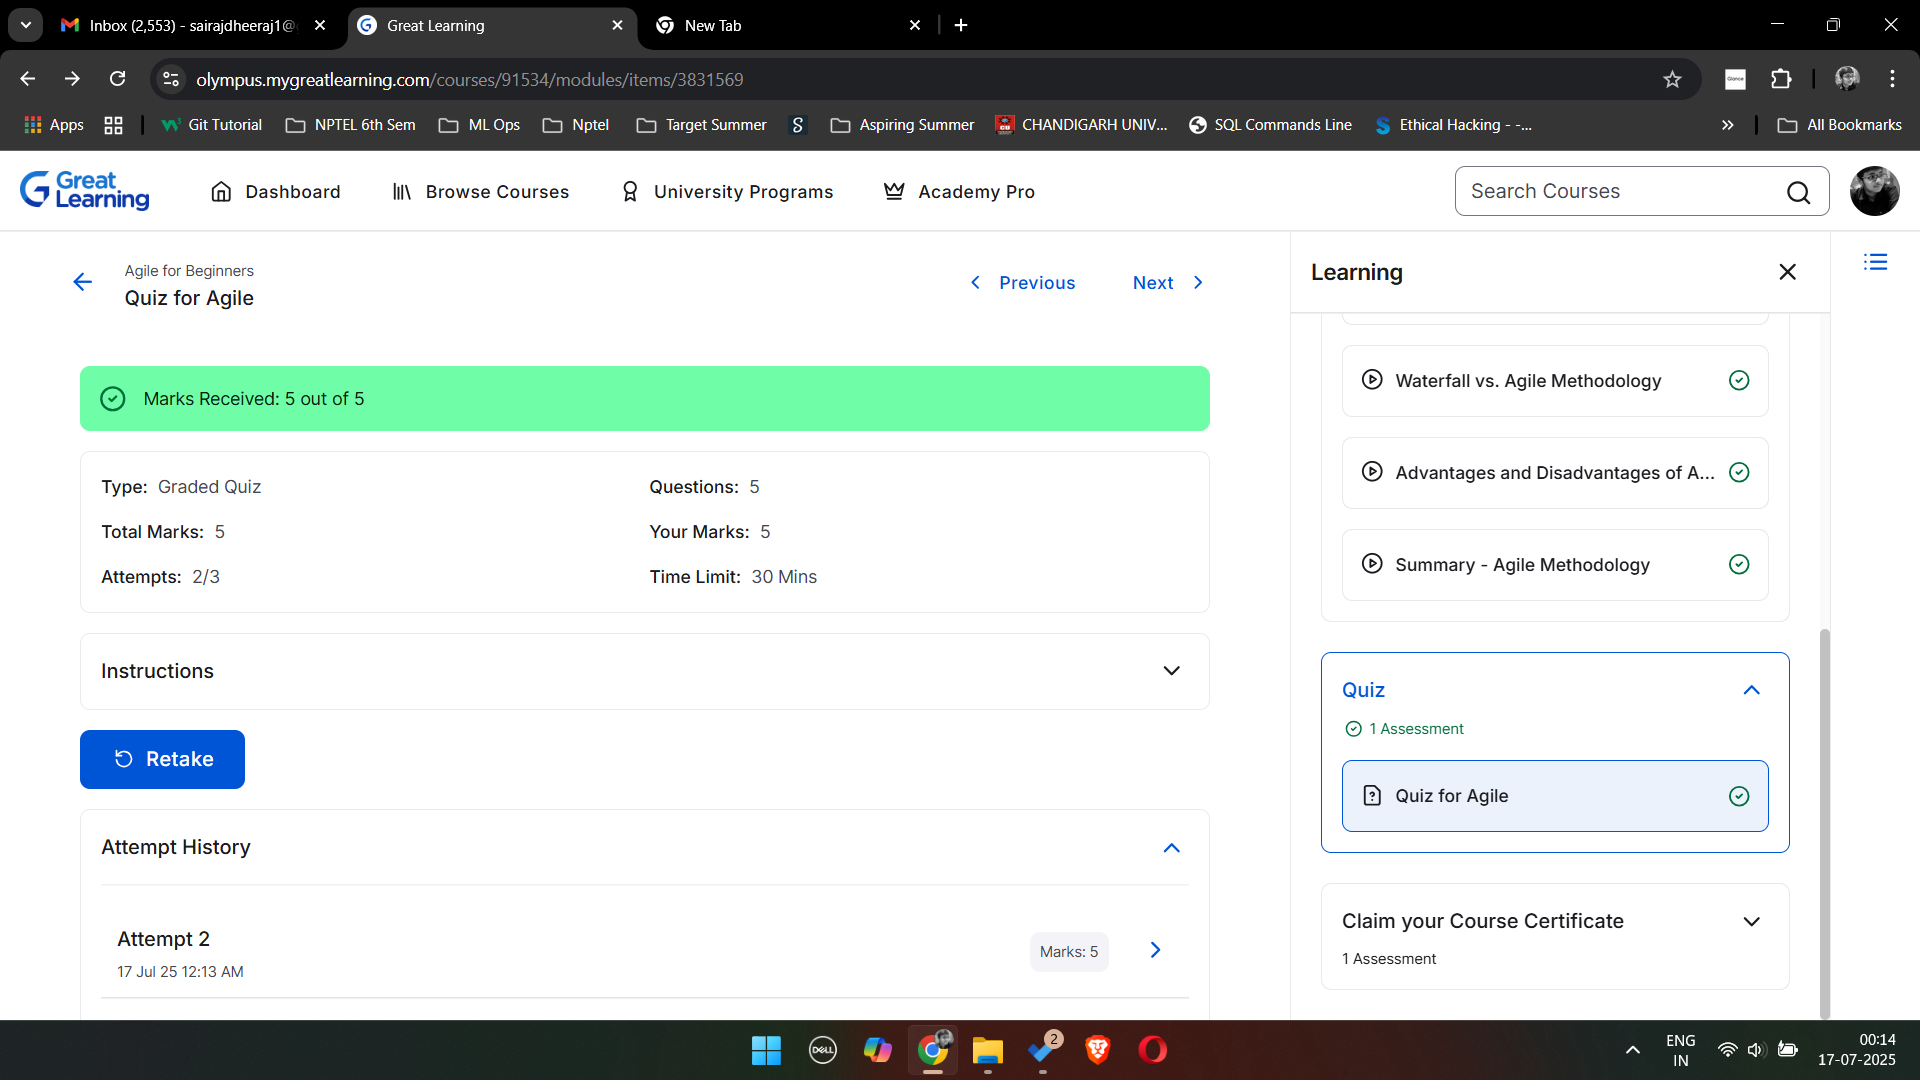 Inbox (2,553) - sairajdheeraj1@
Great Learning
New Tab
olympus.mygreatlearning.com/courses/91534/modules/items/3831569
Glance
Apps
Git Tutorial
NPTEL 6th Sem
ML Ops
Nptel
Target Summer
Aspiring Summer
CHANDIGARH UNIV...
SQL Commands Line
Ethical Hacking - -...
All Bookmarks
Great
Learning
Dashboard
Browse Courses
University Programs
Academy Pro
Search Courses
Agile for Beginners
Quiz for Agile
Previous
Next
Marks Received: 5 out of 5
Type: Graded Quiz
Questions: 5
Total Marks: 5
Your Marks: 5
Attempts: 2/3
Time Limit: 30 Mins
Instructions
Retake
Attempt History
Attempt 2
17 Jul 25 12:13 AM
Marks: 5
Learning
Waterfall vs. Agile Methodology
Advantages and Disadvantages of A...
Summary - Agile Methodology
Quiz
1 Assessment
Quiz for Agile
Claim your Course Certificate
1 Assessment
DELL
2
ENG
IN
00:14
17-07-2025